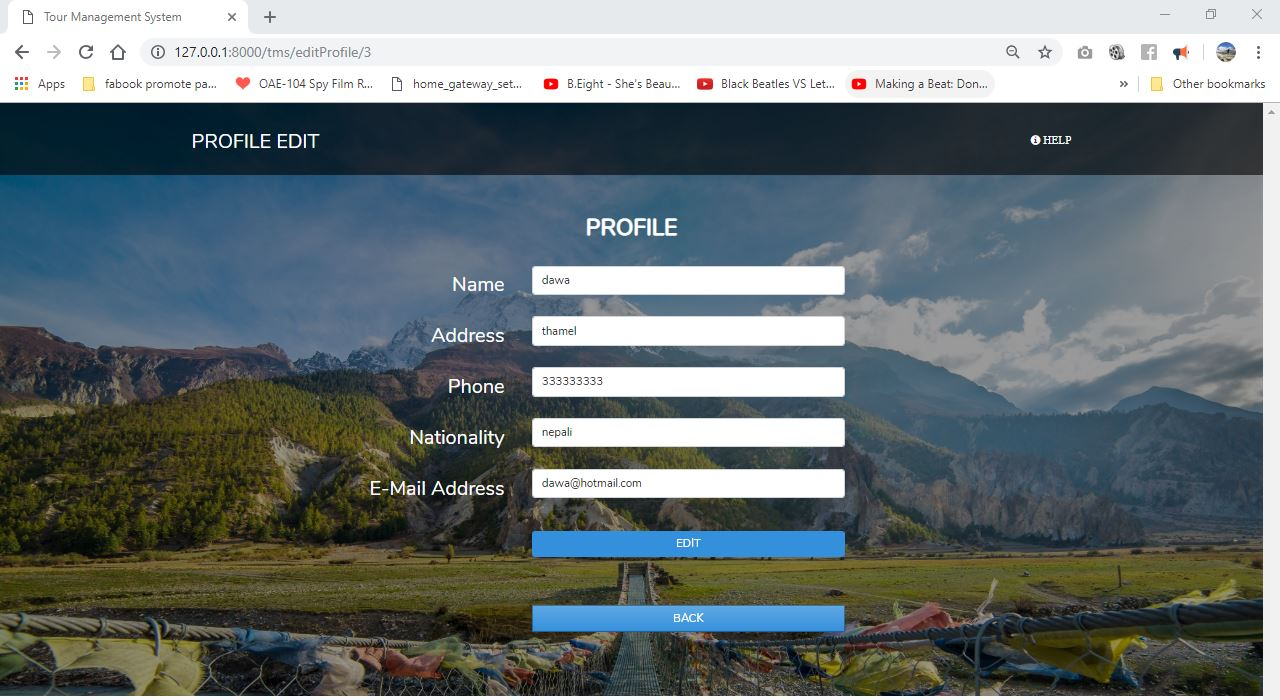 Tour Management System
127.0.0.1:8000/tms/editProfile/3
Apps fabook promote pa... OAE-104 Spy Film R... home_gateway_set... B.Eight - She's Beau... Black Beatles VS Let... Making a Beat: Don... » Other bookmarks
PROFILE EDIT HELP
PROFILE
Name dawa
Address thamel
Phone 333333333
Nationality nepali
E-Mail Address dawa@hotmail.com
EDIT
BACK